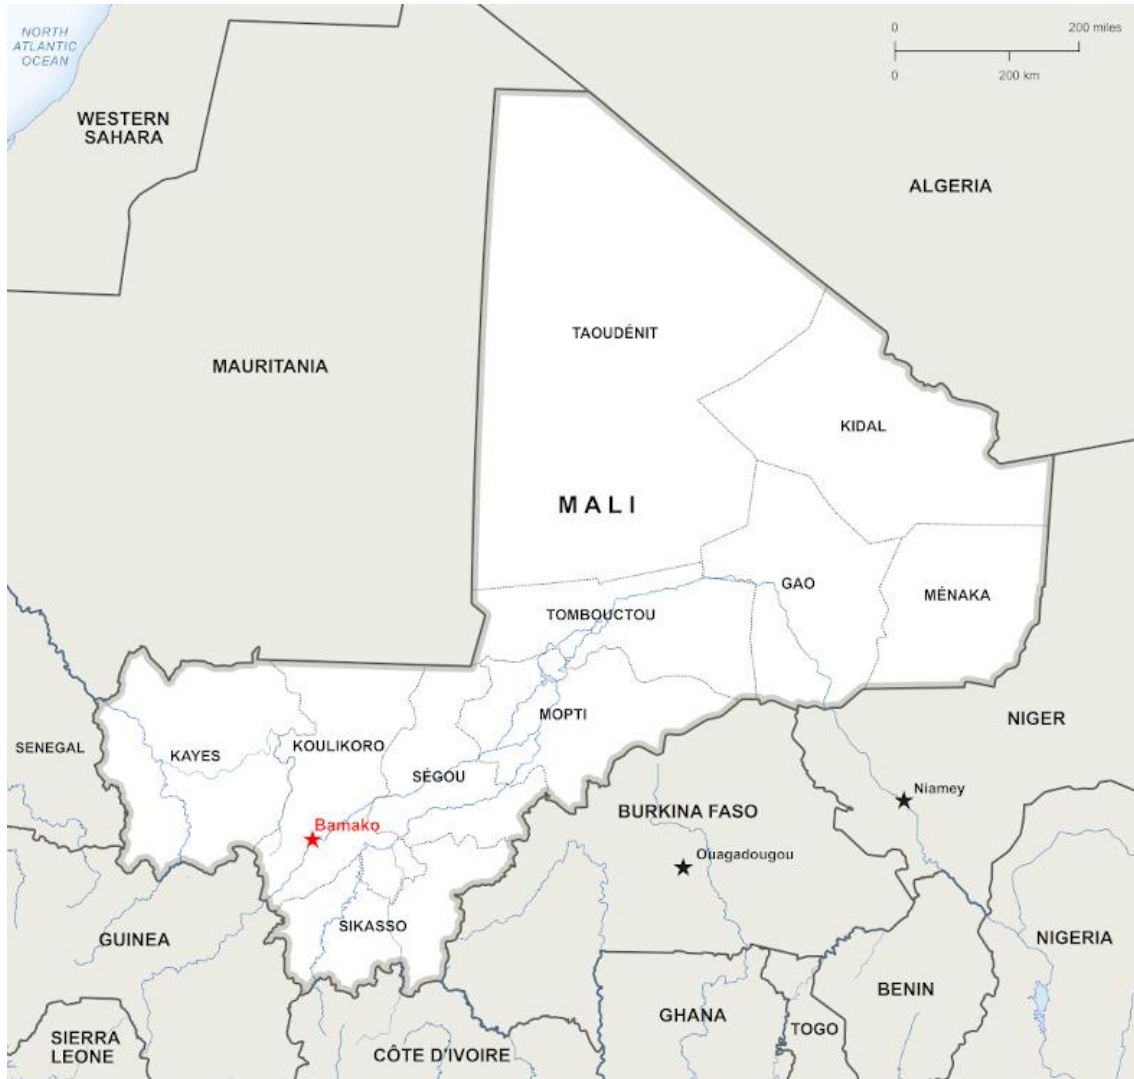 NORTH
ATLANTIC
OCEAN
0
200 miles
0
200 km
WESTERN
SAHARA
ALGERIA
TAOUDÉNIT
MAURITANIA
KIDAL
MALI
GAO
MÉNAKA
TOMBOUCTOU
MOPTI
NIGER
SENEGAL
KAYES
KOULIKORO
SÉGOU
Niamey
BURKINA FASO
Bamako
Ouagadougou
SIKASSO
GUINEA
NIGERIA
BENIN
GHANA
TOGO
SIERRA
LEONE
CÔTE D'IVOIRE